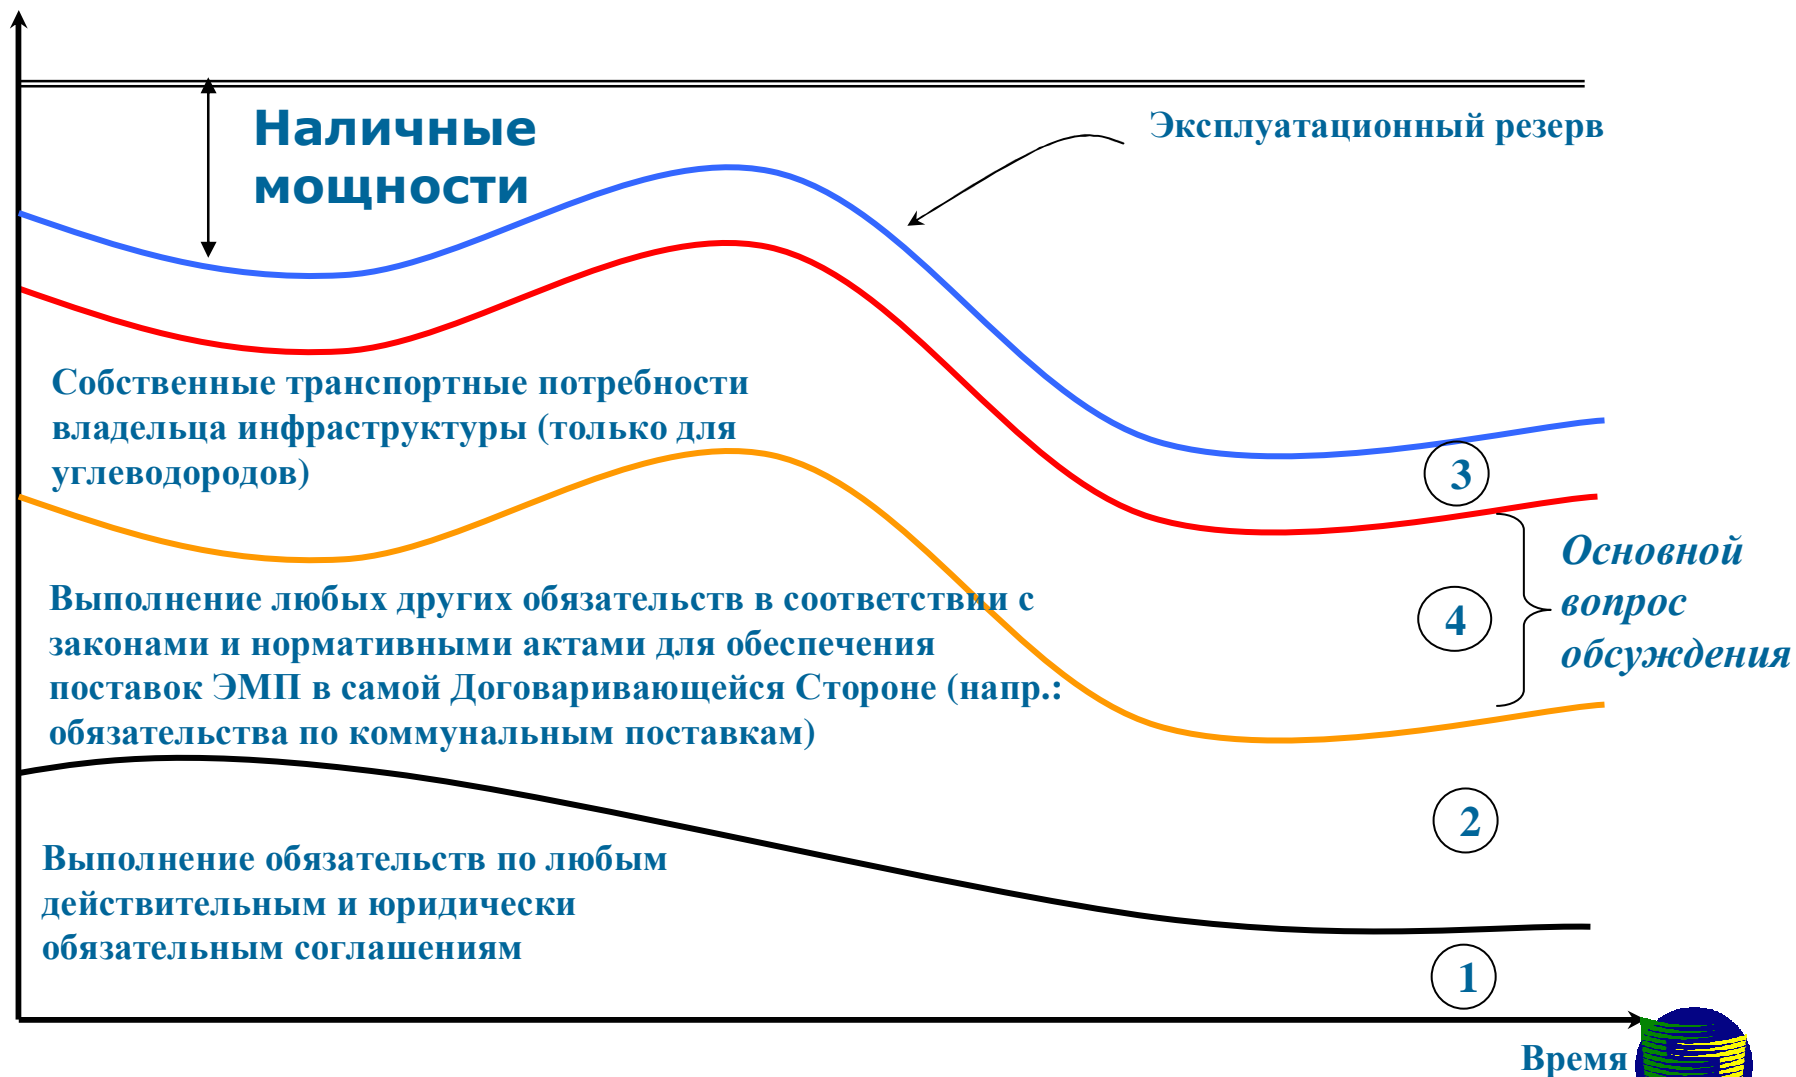 Наличные
мощности
Эксплуатационный резерв
Собственные транспортные потребности
владельца инфраструктуры (только для
углеводородов)
3
Основной
вопрос
обсуждения
4
Выполнение любых других обязательств в соответствии с
законами и нормативными актами для обеспечения
поставок ЭМП в самой Договаривающейся Стороне (напр.:
обязательства по коммунальным поставкам)
2
Выполнение обязательств по любым
действительным и юридически
обязательным соглашениям
1
Время